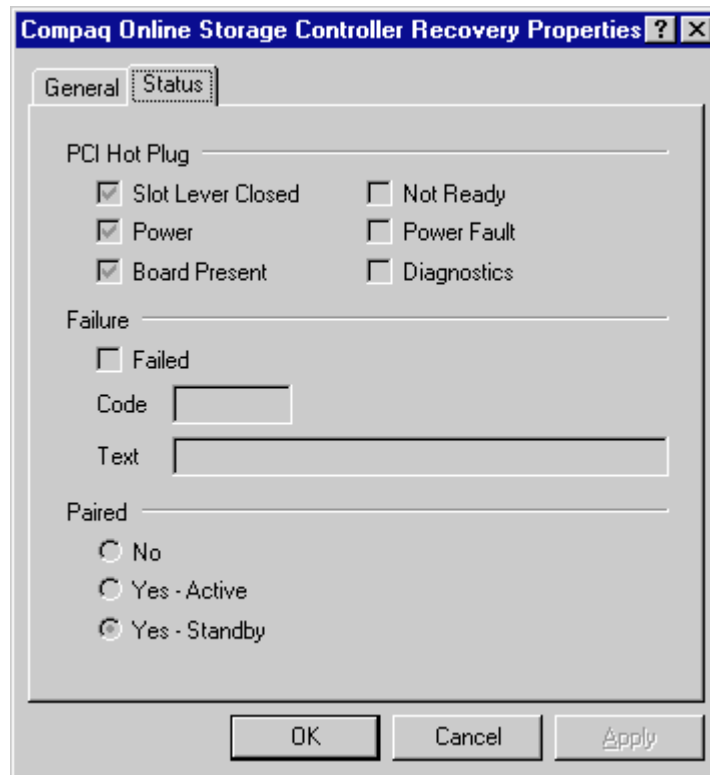 Compaq Online Storage Controller Recovery Properties
General
Status
PCI Hot Plug
Slot Lever Closed
Not Ready
Power
Power Fault
Board Present
Diagnostics
Failure
Failed
Code
Text
Paired
No
Yes - Active
Yes - Standby
OK
Cancel
Apply